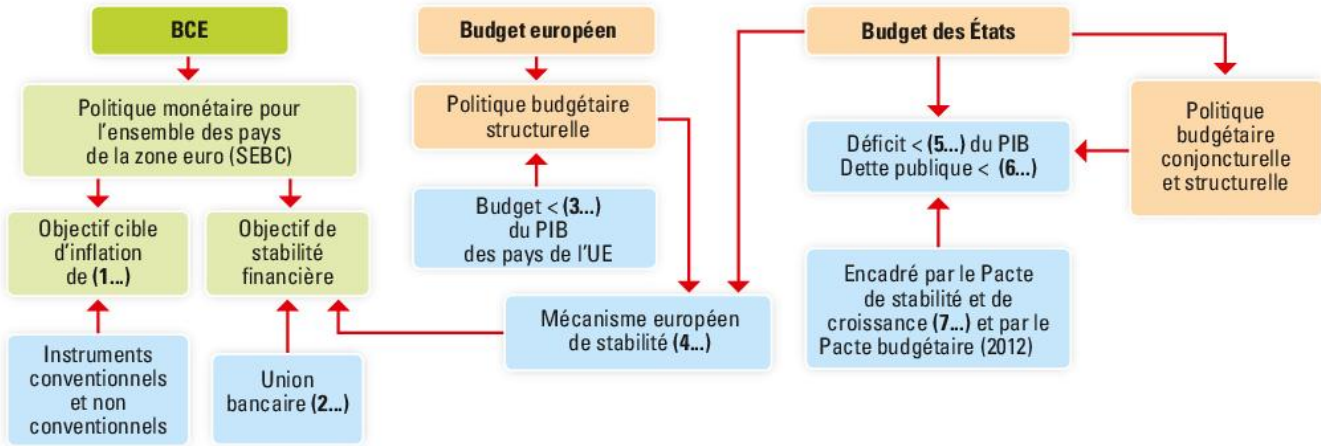 BCE
Politique monétaire pour
l'ensemble des pays
de la zone euro (SEBC)
Objectif cible
d'inflation
de (1...)
Objectif de
stabilité
financière
Instruments
conventionnels
et non
conventionnels
Union
bancaire (2...)
Budget européen
Politique budgétaire
structurelle
Budget < (3...)
du PIB
des pays de l'UE
Mécanisme européen
de stabilité (4...)
Budget des États
Déficit < (5...) du PIB
Dette publique < (6...)
Encadré par le Pacte
de stabilité et de
croissance (7...) et par le
Pacte budgétaire (2012)
Politique
budgétaire
conjoncturelle
et structurelle